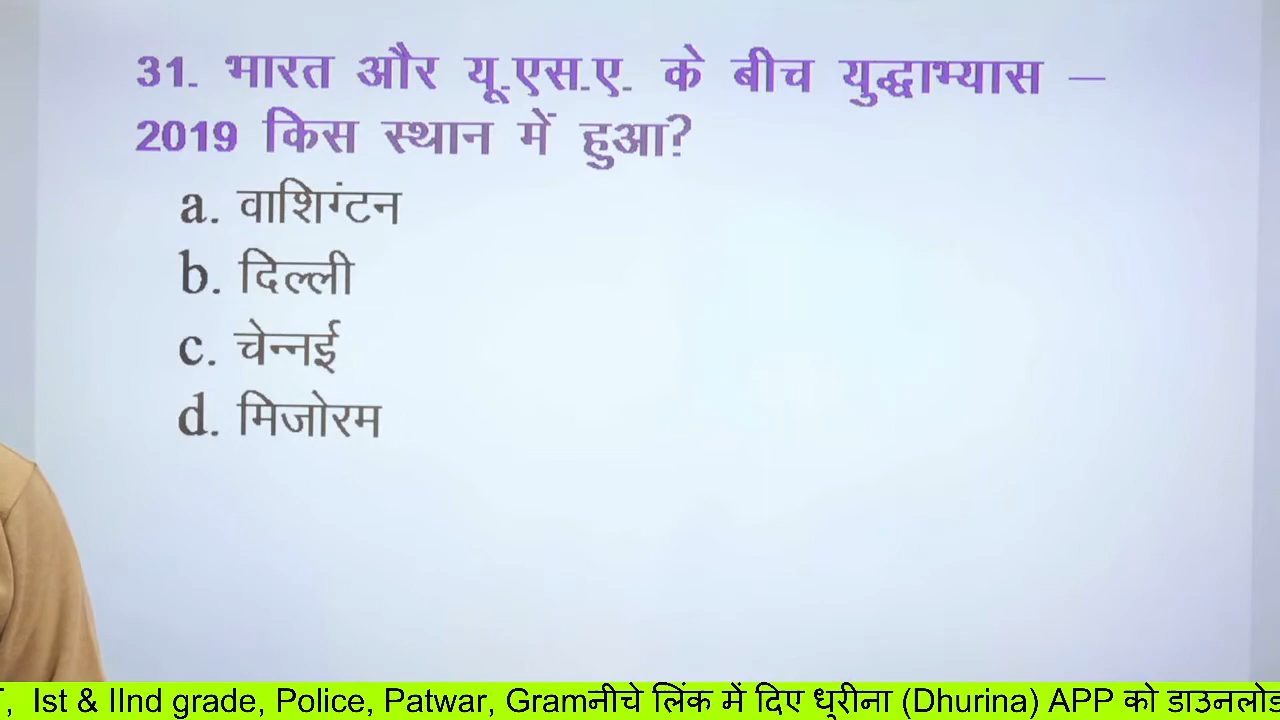 31. भारत और यू.एस.ए. के बीच युद्धाभ्यास –
2019 किस स्थान में हुआ?
a. वाशिगंटन
b. दिल्ली
c. चेन्नई
d. मिजोरम
Ist & IInd grade, Police, Patwar, Gramनीचे लिंक में दिए धुरीना (Dhurina) APP को डाउनलोड